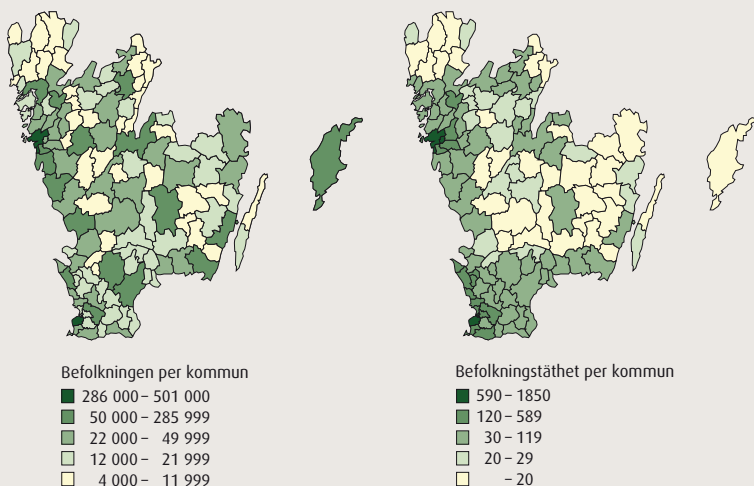 Befolkningen per kommun
286 000 – 501 000
50 000 – 285 999
22 000 – 49 999
12 000 – 21 999
4 000 – 11 999
Befolkningstäthet per kommun
590 – 1850
120 – 589
30 – 119
20 – 29
– 20